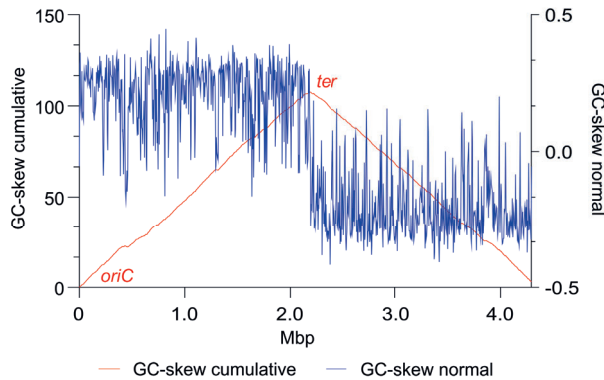 150
100
50
0
GC-skew cumulative
0.5
0.0
-0.5
GC-skew normal
ter
oriC
0 1.0 2.0 3.0 4.0
Mbp
GC-skew cumulative GC-skew normal